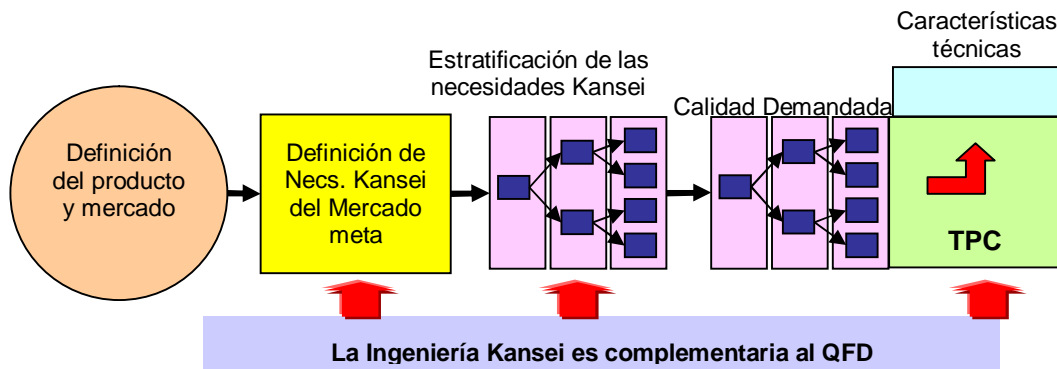 Características
técnicas
Estratificación de las
necesidades Kansei
Calidad Demandada
Definición
del producto
y mercado
Definición de
Necs. Kansei
del Mercado
meta
TPC
La Ingeniería Kansei es complementaria al QFD